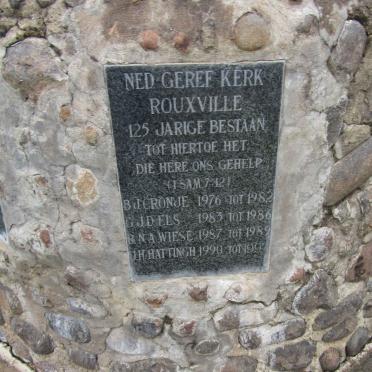 NED GEREF KERK
ROUXVILLE
125 JARIGE BESTAAN
TOT HIERTOE HET
DIE HERE ONS GEHELP
(1 SAM 7:12)
B.J.CRONJE 1976 TOT 1982
J.D.ELS 1983 TOT 1986
N.A.WIESE 1987 TOT 1989
HATTINGH 1990 TOT